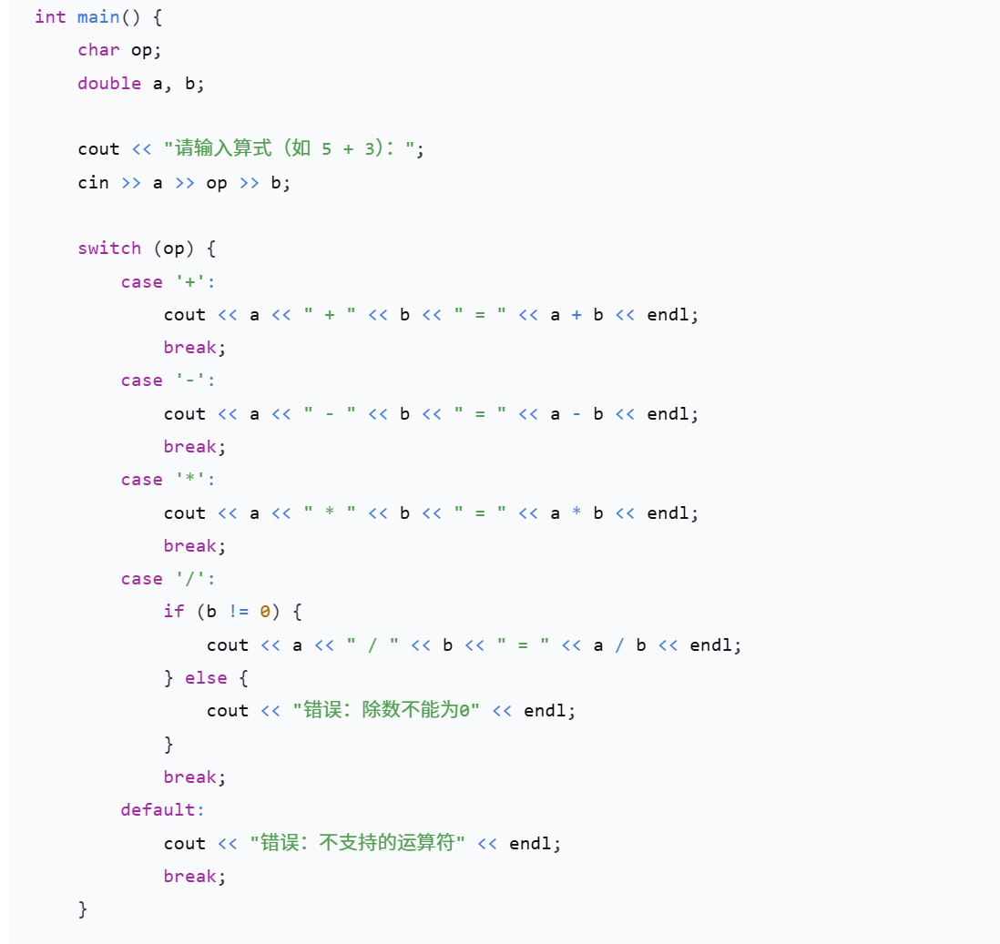 int main() {
    char op;
    double a, b;

    cout << "请输入算式（如 5 + 3）：";
    cin >> a >> op >> b;

    switch (op) {
        case '+':
            cout << a << " + " << b << " = " << a + b << endl;
            break;
        case '-':
            cout << a << " - " << b << " = " << a - b << endl;
            break;
        case '*':
            cout << a << " * " << b << " = " << a * b << endl;
            break;
        case '/':
            if (b != 0) {
                cout << a << " / " << b << " = " << a / b << endl;
            } else {
                cout << "错误：除数不能为0" << endl;
            }
            break;
        default:
            cout << "错误：不支持的运算符" << endl;
            break;
    }